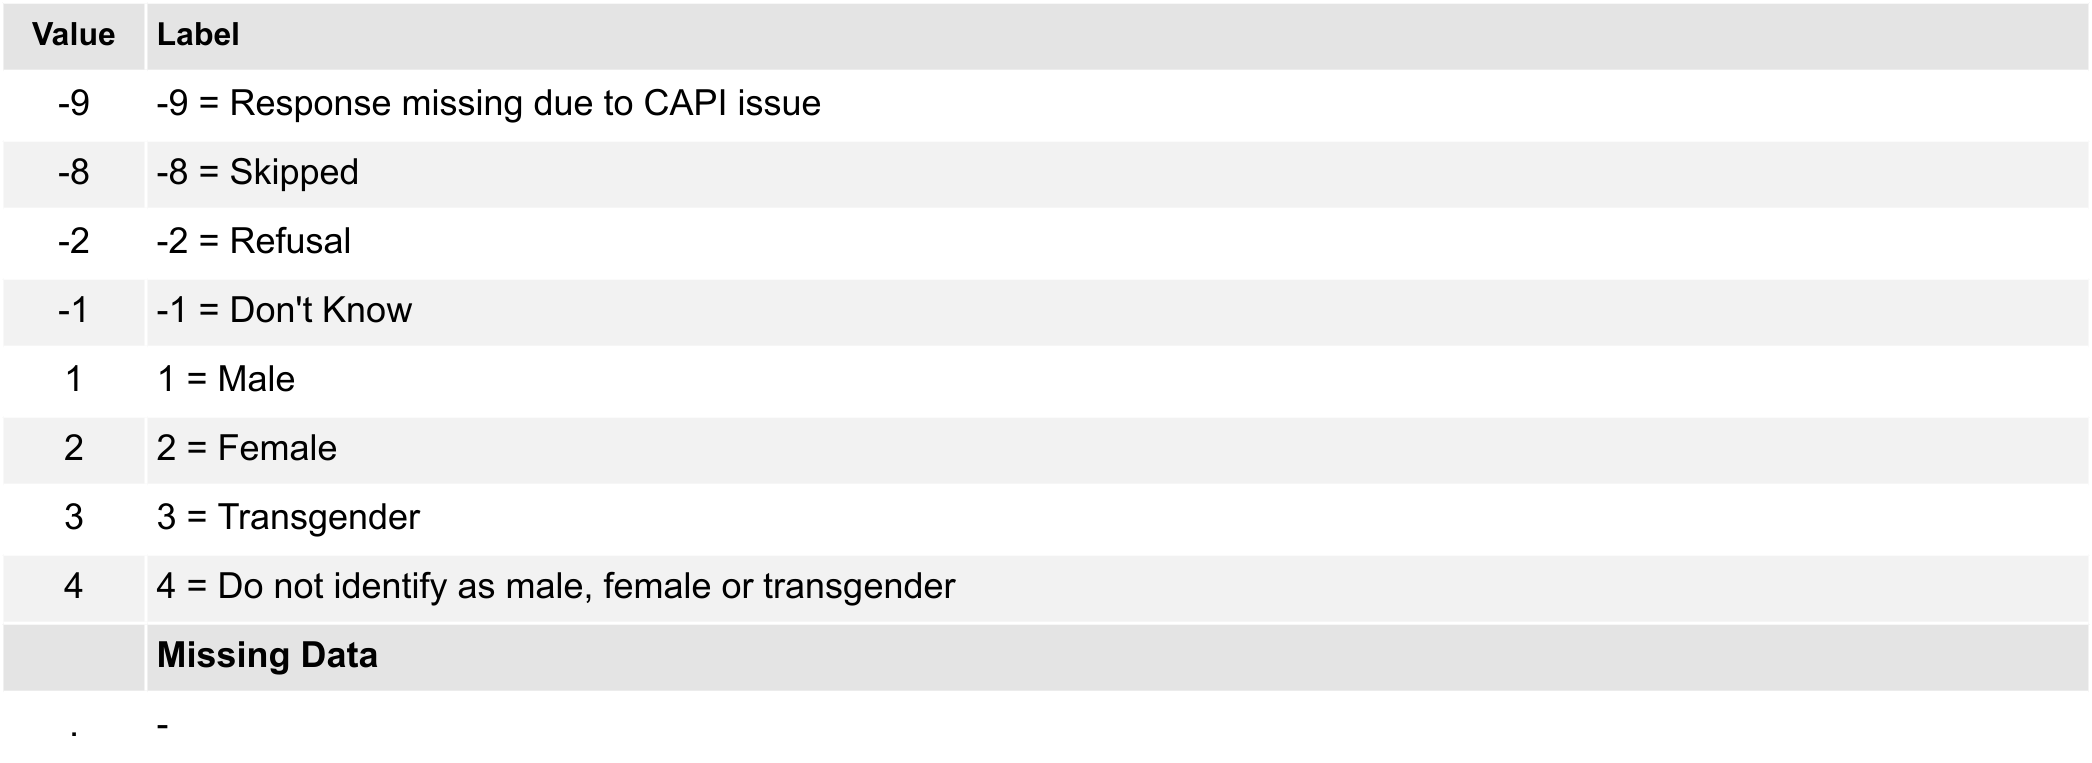 Value Label
-9 -9 = Response missing due to CAPI issue
-8 -8 = Skipped
-2 -2 = Refusal
-1 -1 = Don't Know
1 1 = Male
2 2 = Female
3 3 = Transgender
4 4 = Do not identify as male, female or transgender
Missing Data
. -